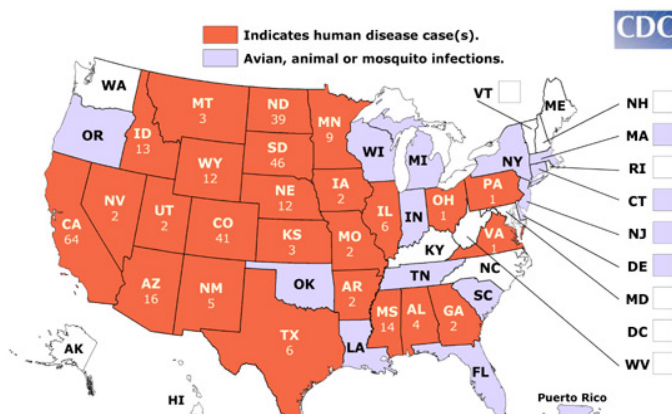 Indicates human disease case(s).
Avian, animal or mosquito infections.
CDC
WA
VT
ME
NH
MT
3
ND
39
MN
9
OR
ID
13
SD
46
WI
MI
NY
MA
WY
12
RI
NE
12
IA
2
PA
1
NV
2
UT
2
CO
41
IL
6
IN
OH
1
CT
CA
64
KS
3
MO
2
KY
VA
1
NJ
AZ
16
NM
5
OK
AR
2
TN
NC
DE
MD
MS
14
AL
4
GA
2
SC
TX
6
LA
DC
AK
FL
WV
HI
Puerto Rico